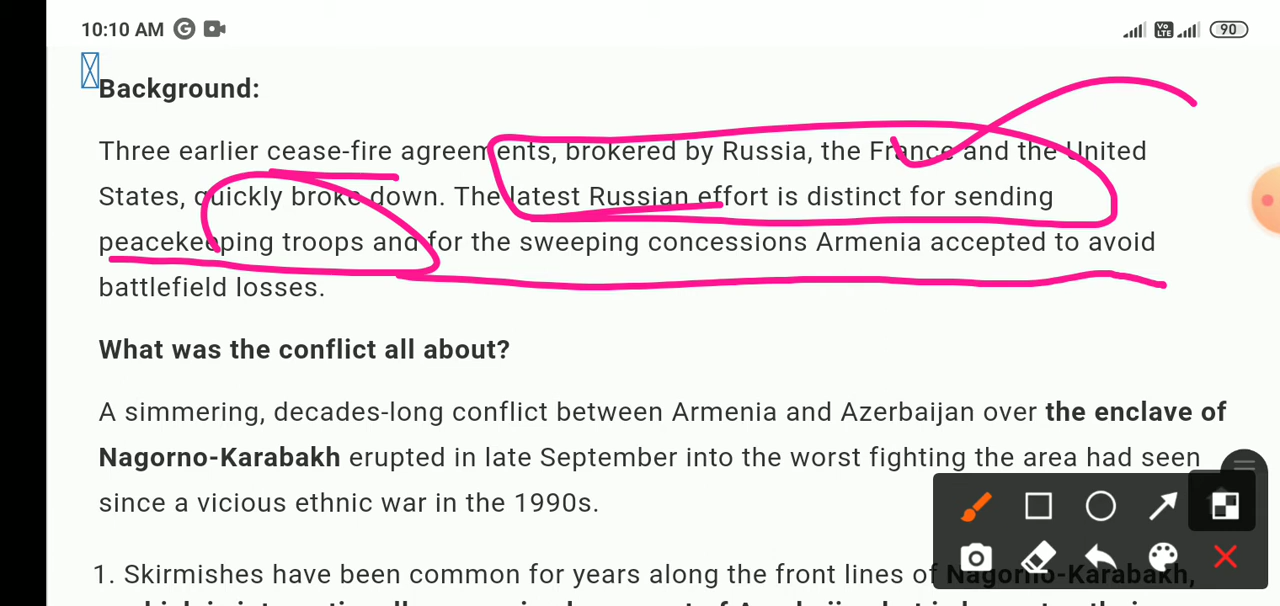 10:10 AM G Vo LTE 90
Background:
Three earlier cease-fire agreements, brokered by Russia, the France and the United
States, quickly broke down. The latest Russian effort is distinct for sending
peacekeeping troops and for the sweeping concessions Armenia accepted to avoid
battlefield losses.
What was the conflict all about?
A simmering, decades-long conflict between Armenia and Azerbaijan over the enclave of
Nagorno-Karabakh erupted in late September into the worst fighting the area had seen
since a vicious ethnic war in the 1990s.
1. Skirmishes have been common for years along the front lines of Nagorno-Karabakh,